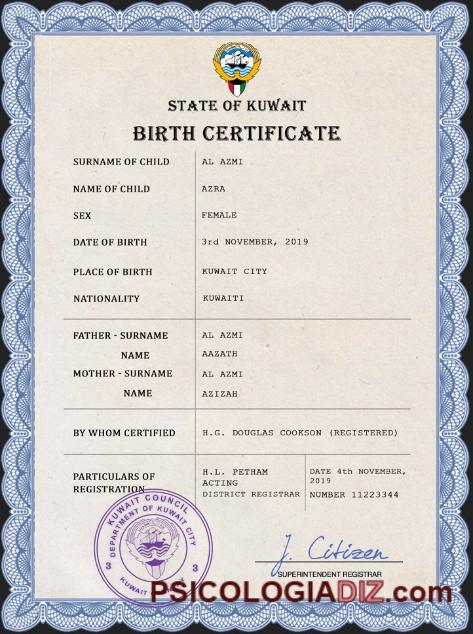 STATE OF KUWAIT
BIRTH CERTIFICATE
SURNAME OF CHILD AL AZMI
NAME OF CHILD AZRA
SEX FEMALE
DATE OF BIRTH 3rd NOVEMBER, 2019
PLACE OF BIRTH KUWAIT CITY
NATIONALITY KUWAITI
FATHER - SURNAME AL AZMI
NAME AAZATH
MOTHER - SURNAME AL AZMI
NAME AZIZAH
BY WHOM CERTIFIED H.G. DOUGLAS COOKSON (REGISTERED)
PARTICULARS OF
REGISTRATION
H.L. PETHAM
ACTING
DISTRICT REGISTRAR
DATE 4th NOVEMBER,
2019
NUMBER 11223344
KUWAIT COUNCIL
DEPARTMENT OF KUWAIT CITY
3 3
KUWAIT
J. Citizen
SUPERINTENDENT REGISTRAR
PSICOLOGIADIZ.com